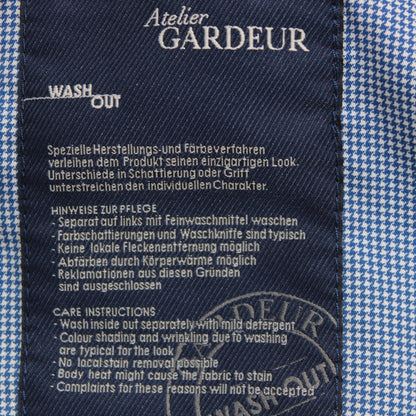 Atelier
GARDEUR
WASH
OUT
Spezielle Herstellungs-und Färbeverfahren
verleihen dem Produkt seinen einzigartigen Look.
Unterschiede in Schattierung oder Griff
unterstreichen den individuellen Charakter.
HINWEISE ZUR PFLEGE
- Separat auf links mit Feinwaschmittel waschen
- Farbschattierungen und Waschkniffe sind typisch
- Keine lokale Fleckenentfernung möglich
- Abfärben durch Körperwärme möglich
- Reklamationen aus diesen Gründen
sind ausgeschlossen
CARE INSTRUCTIONS
- Wash inside out separately with mild detergent
- Colour shading and wrinkling due to washing
are typical for the look
- No local stain removal possible
- Body heat might cause the fabric to stain
- Complaints for these reasons will not be accepted
GARDEUR
WASH OUT